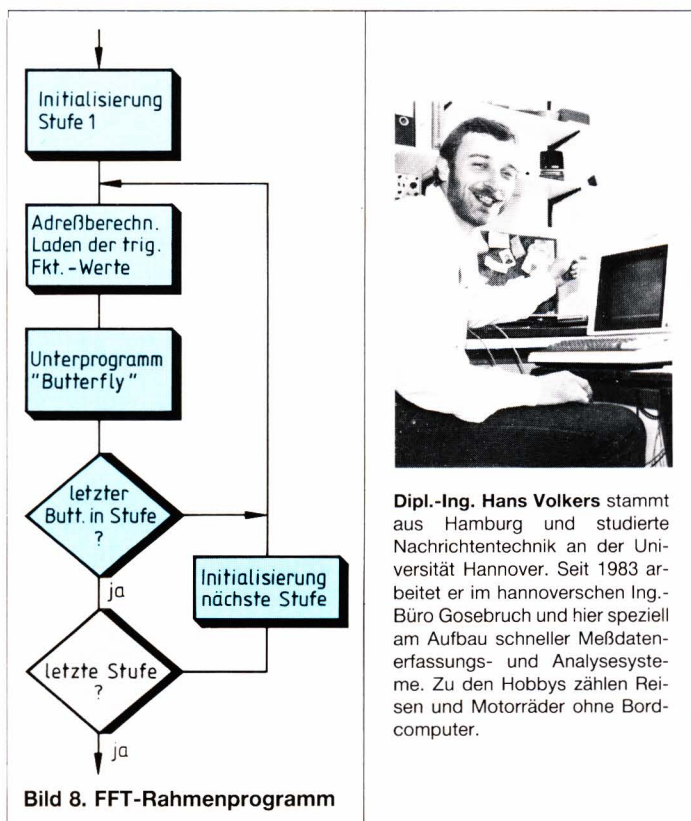 Initialisierung
Stufe 1
Adreßberechn.
Laden der trig.
Fkt.-Werte
Unterprogramm
"Butterfly"
letzter
Butt. in Stufe
?
ja
Initialisierung
nächste Stufe
letzte Stufe
?
ja
Bild 8. FFT-Rahmenprogramm
Dipl.-Ing. Hans Volkers stammt
aus Hamburg und studierte
Nachrichtentechnik an der Uni-
versität Hannover. Seit 1983 ar-
beitet er im hannoverschen Ing.-
Büro Gosebruch und hier speziell
am Aufbau schneller Meßdaten-
erfassungs- und Analysesyste-
me. Zu den Hobbys zählen Rei-
sen und Motorräder ohne Bord-
computer.